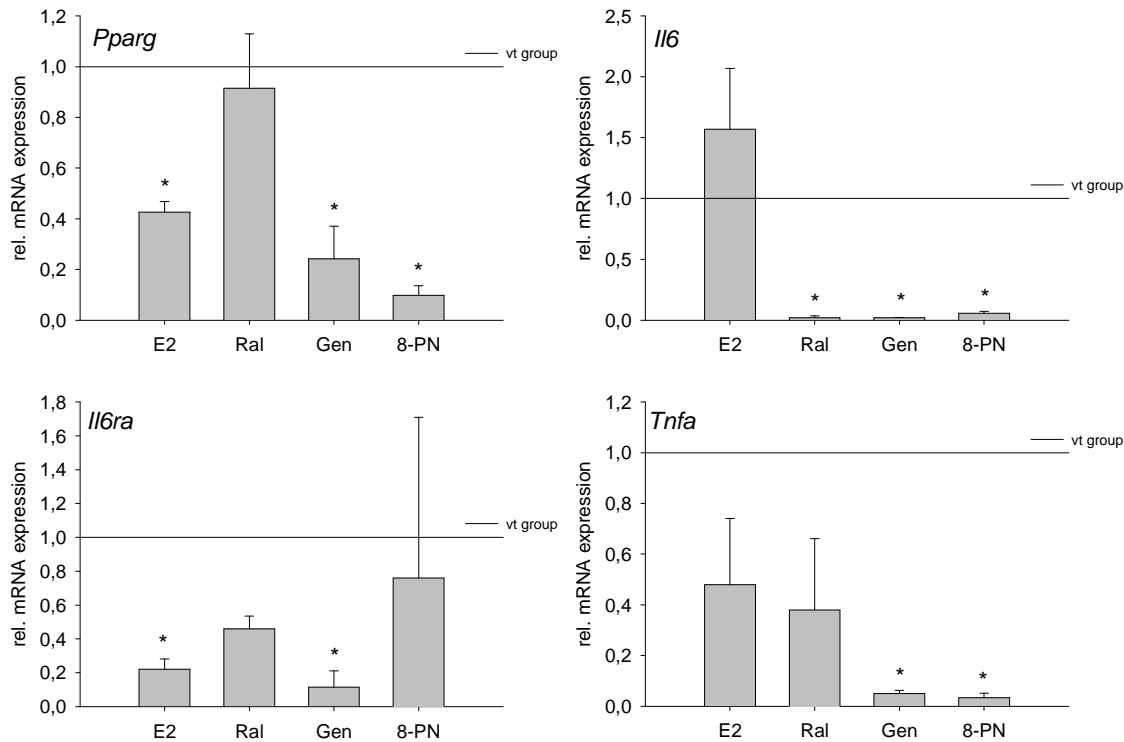 Pparg
rel. mRNA expression
1,2
1,0
0,8
0,6
0,4
0,2
0,0
vt group
*
*
*
E2 Ral Gen 8-PN
Il6
rel. mRNA expression
2,5
2,0
1,5
1,0
0,5
0,0
vt group
* * *
E2 Ral Gen 8-PN
Il6ra
rel. mRNA expression
1,8
1,6
1,4
1,2
1,0
0,8
0,6
0,4
0,2
0,0
vt group
* *
E2 Ral Gen 8-PN
Tnfa
rel. mRNA expression
1,2
1,0
0,8
0,6
0,4
0,2
0,0
vt group
* *
E2 Ral Gen 8-PN